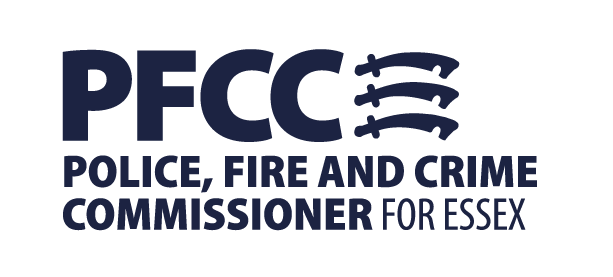 PFCC
POLICE, FIRE AND CRIME
COMMISSIONER FOR ESSEX